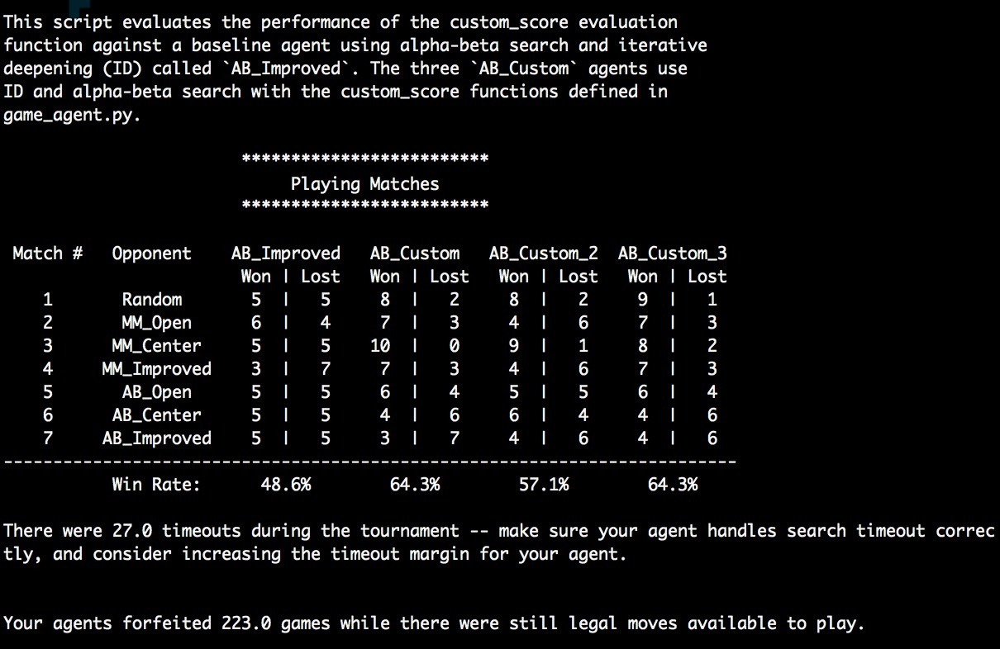 This script evaluates the performance of the custom_score evaluation
function against a baseline agent using alpha-beta search and iterative
deepening (ID) called `AB_Improved`. The three `AB_Custom` agents use
ID and alpha-beta search with the custom_score functions defined in
game_agent.py.
*************************
Playing Matches
*************************
Match #   Opponent    AB_Improved   AB_Custom   AB_Custom_2  AB_Custom_3
Won | Lost   Won | Lost   Won | Lost   Won | Lost
1       Random      5  |   5     8  |   2     8  |   2     9  |   1
2       MM_Open     6  |   4     7  |   3     4  |   6     7  |   3
3      MM_Center    5  |   5    10  |   0     9  |   1     8  |   2
4     MM_Improved   3  |   7     7  |   3     4  |   6     7  |   3
5       AB_Open     5  |   5     6  |   4     5  |   5     6  |   4
6      AB_Center    5  |   5     4  |   6     6  |   4     4  |   6
7     AB_Improved   5  |   5     3  |   7     4  |   6     4  |   6
--------------------------------------------------------------------------
Win Rate:      48.6%        64.3%        57.1%        64.3%
There were 27.0 timeouts during the tournament -- make sure your agent handles search timeout correc
tly, and consider increasing the timeout margin for your agent.
Your agents forfeited 223.0 games while there were still legal moves available to play.